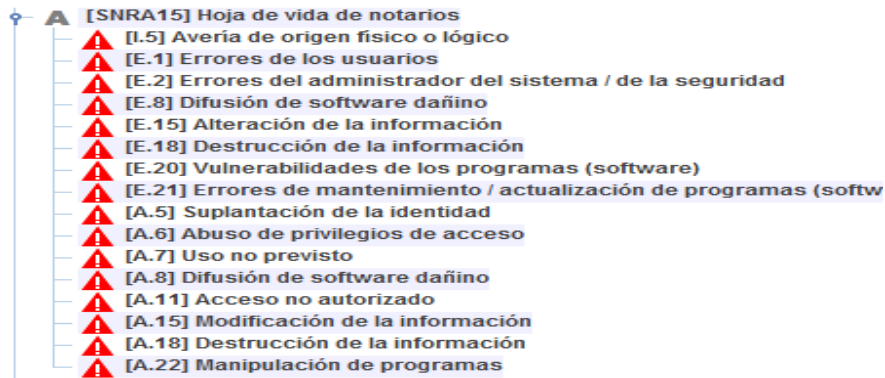 A [SNRA15] Hoja de vida de notarios
[I.5] Avería de origen físico o lógico
[E.1] Errores de los usuarios
[E.2] Errores del administrador del sistema / de la seguridad
[E.8] Difusión de software dañino
[E.15] Alteración de la información
[E.18] Destrucción de la información
[E.20] Vulnerabilidades de los programas (software)
[E.21] Errores de mantenimiento / actualización de programas (softw
[A.5] Suplantación de la identidad
[A.6] Abuso de privilegios de acceso
[A.7] Uso no previsto
[A.8] Difusión de software dañino
[A.11] Acceso no autorizado
[A.15] Modificación de la información
[A.18] Destrucción de la información
[A.22] Manipulación de programas